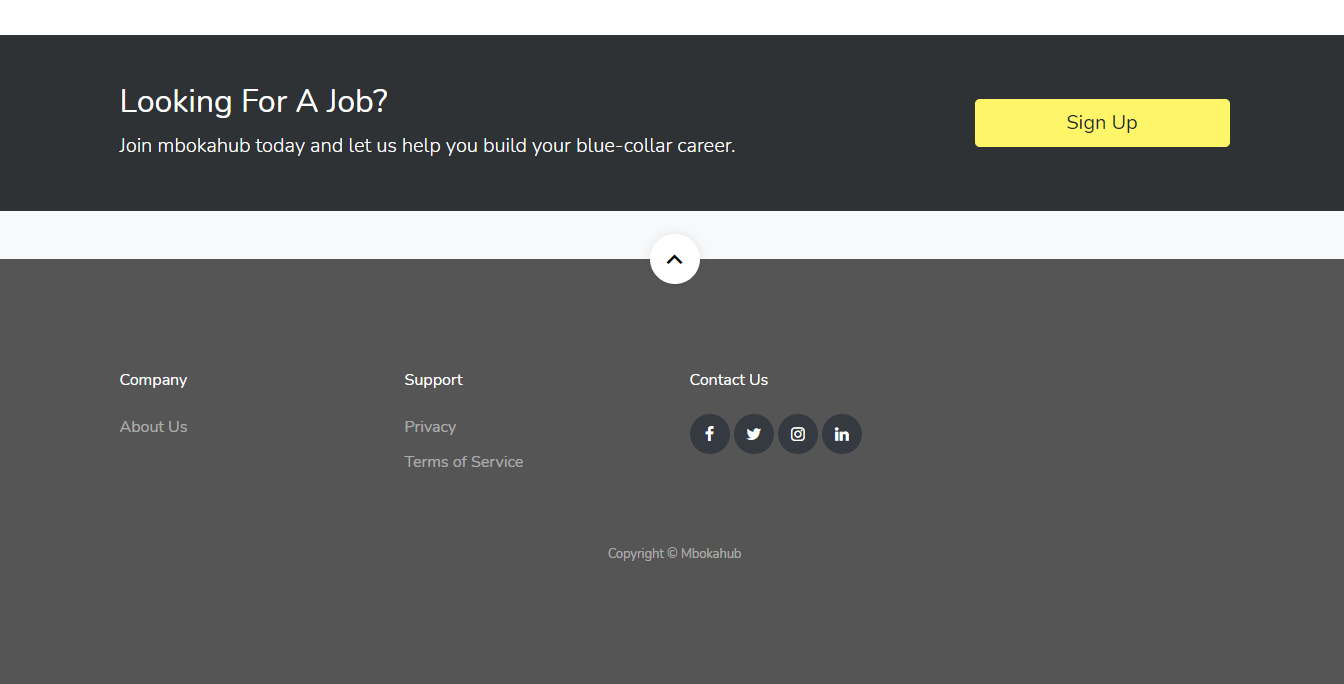 Looking For A Job?
Join mbokahub today and let us help you build your blue-collar career.
Sign Up
Company
About Us
Support
Privacy
Terms of Service
Contact Us
Copyright © Mbokahub